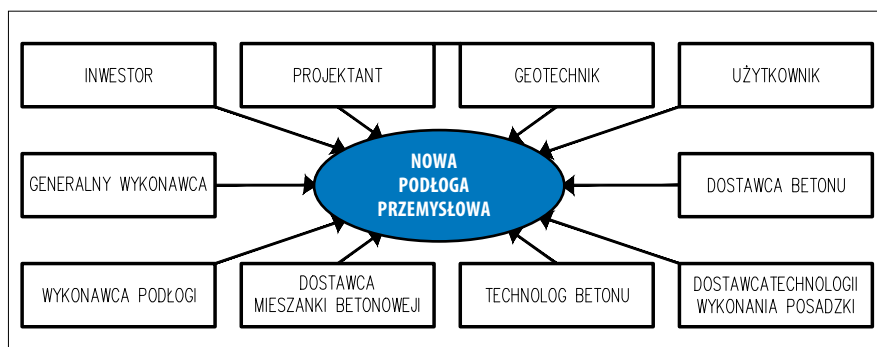 INWESTOR
PROJEKTANT
GEOTECHNIK
UŻYTKOWNIK
GENERALNY WYKONAWCA
NOWA
PODŁOGA
PRZEMYSŁOWA
DOSTAWCA BETONU
WYKONAWCA PODŁOGI
DOSTAWCA
MIESZANKI BETONOWEJI
TECHNOLOG BETONU
DOSTAWCATECHNOLOGII
WYKONANIA POSADZKI